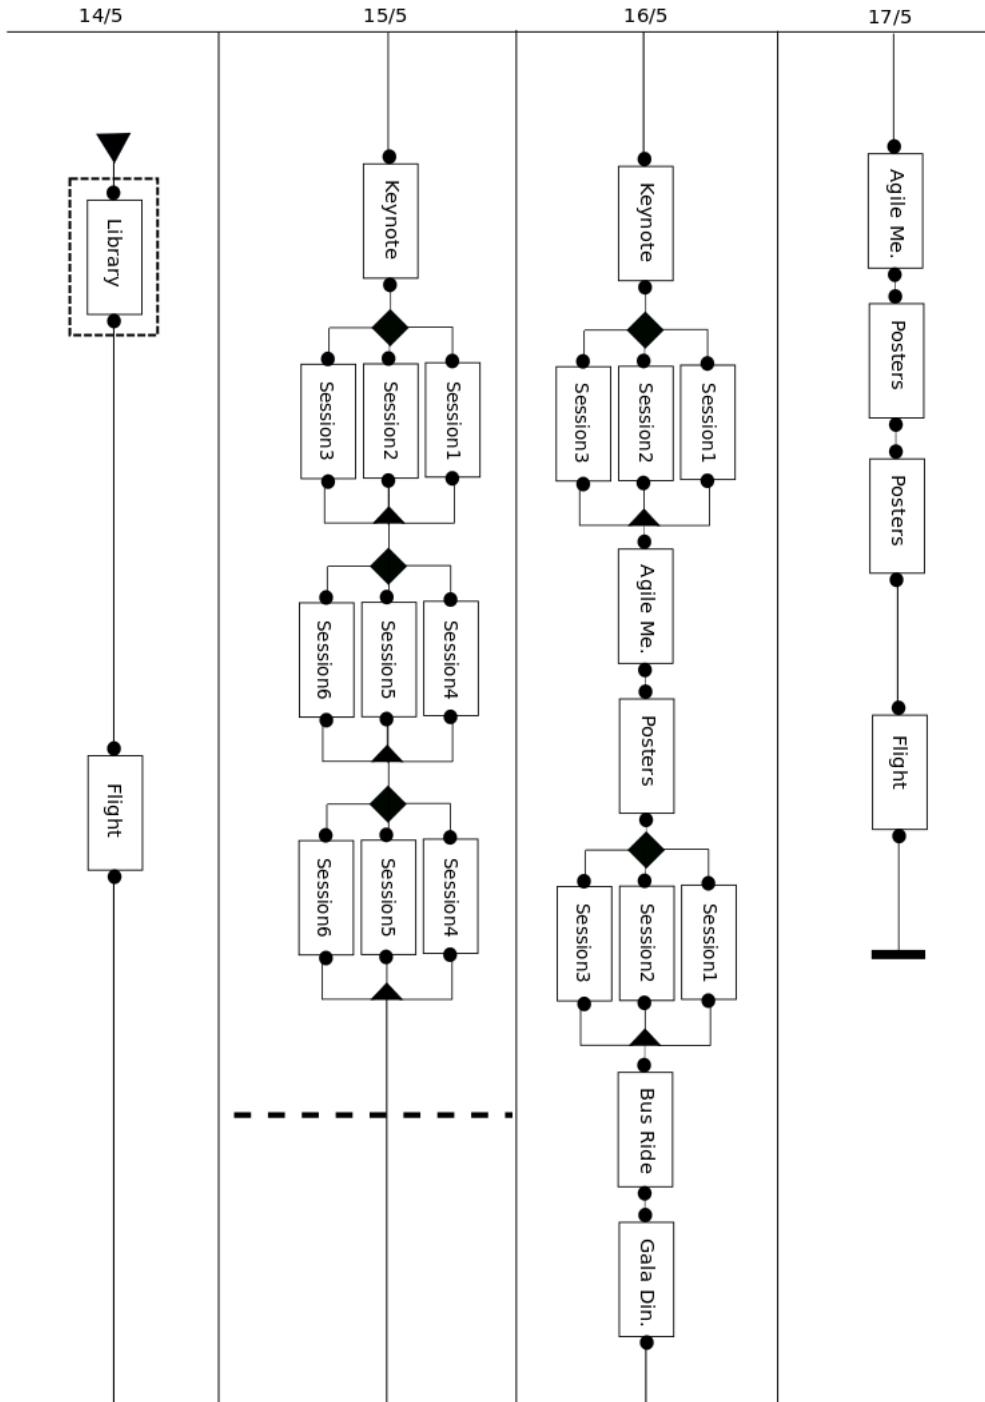 14/5
15/5
16/5
17/5
Library
Flight
Keynote
Session3
Session2
Session1
Session6
Session5
Session4
Session6
Session5
Session4
Keynote
Session3
Session2
Session1
Agile Me.
Posters
Session3
Session2
Session1
Bus Ride
Gala Din.
Agile Me.
Posters
Posters
Flight